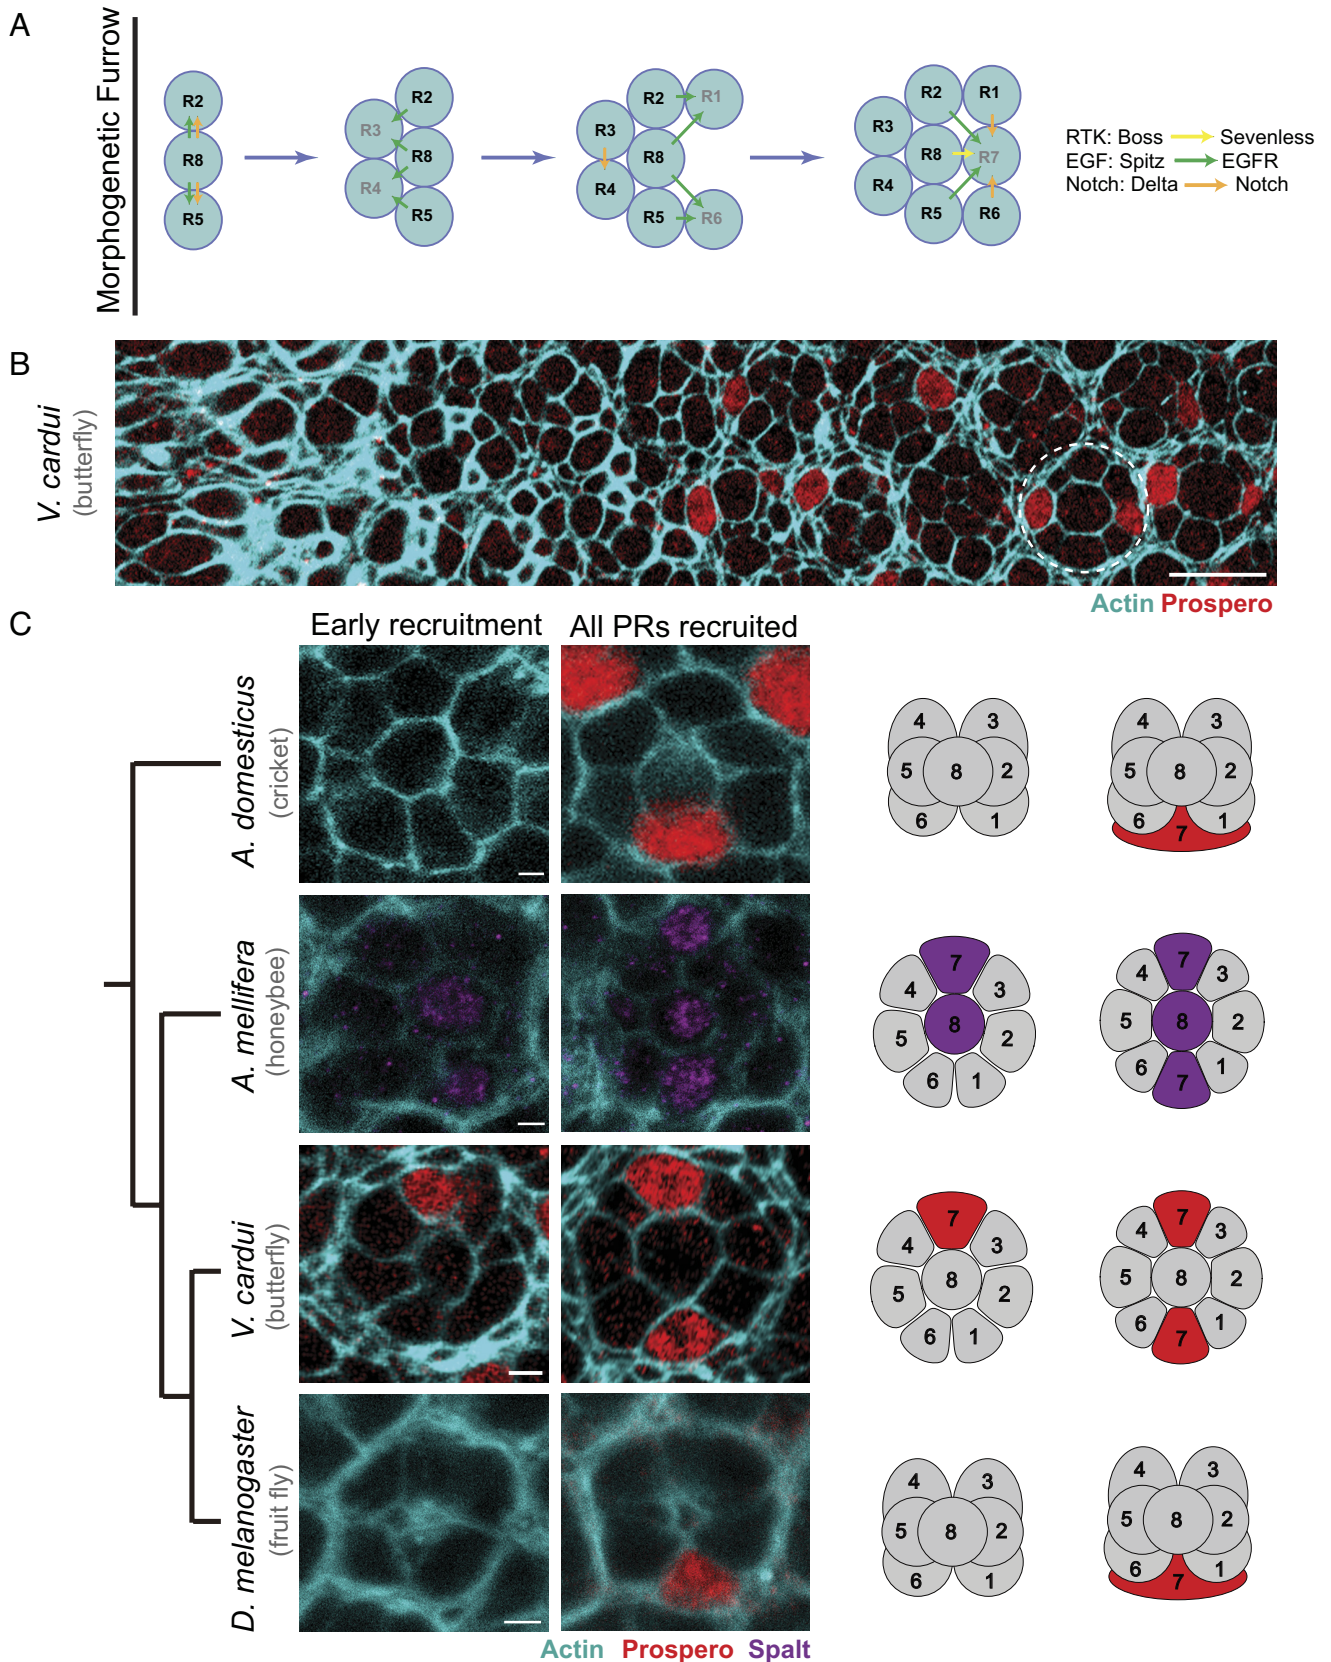 A
Morphogenetic Furrow
R2
R8
R5
R2
R3
R8
R4
R5
R2
R1
R3
R8
R4
R5
R6
R2
R1
R3
R8
R7
R4
R5
R6
RTK: Boss Sevenless
EGF: Spitz EGFR
Notch: Delta Notch
B
V. cardui
(butterfly)
Actin Prospero
C
Early recruitment All PRs recruited
A. domesticus
(cricket)
4 3
5 8 2
6 1
4 3
5 8 2
6 7 1
A. mellifera
(honeybee)
7
4 3
8
5 2
6 1
7
4 3
5 8 2
6 1
7
V. cardui
(butterfly)
7
4 3
8
5 2
6 1
7
4 3
5 8 2
6 1
7
D. melanogaster
(fruit fly)
4 3
5 8 2
6 1
4 3
5 8 2
6 7 1
Actin Prospero Spalt